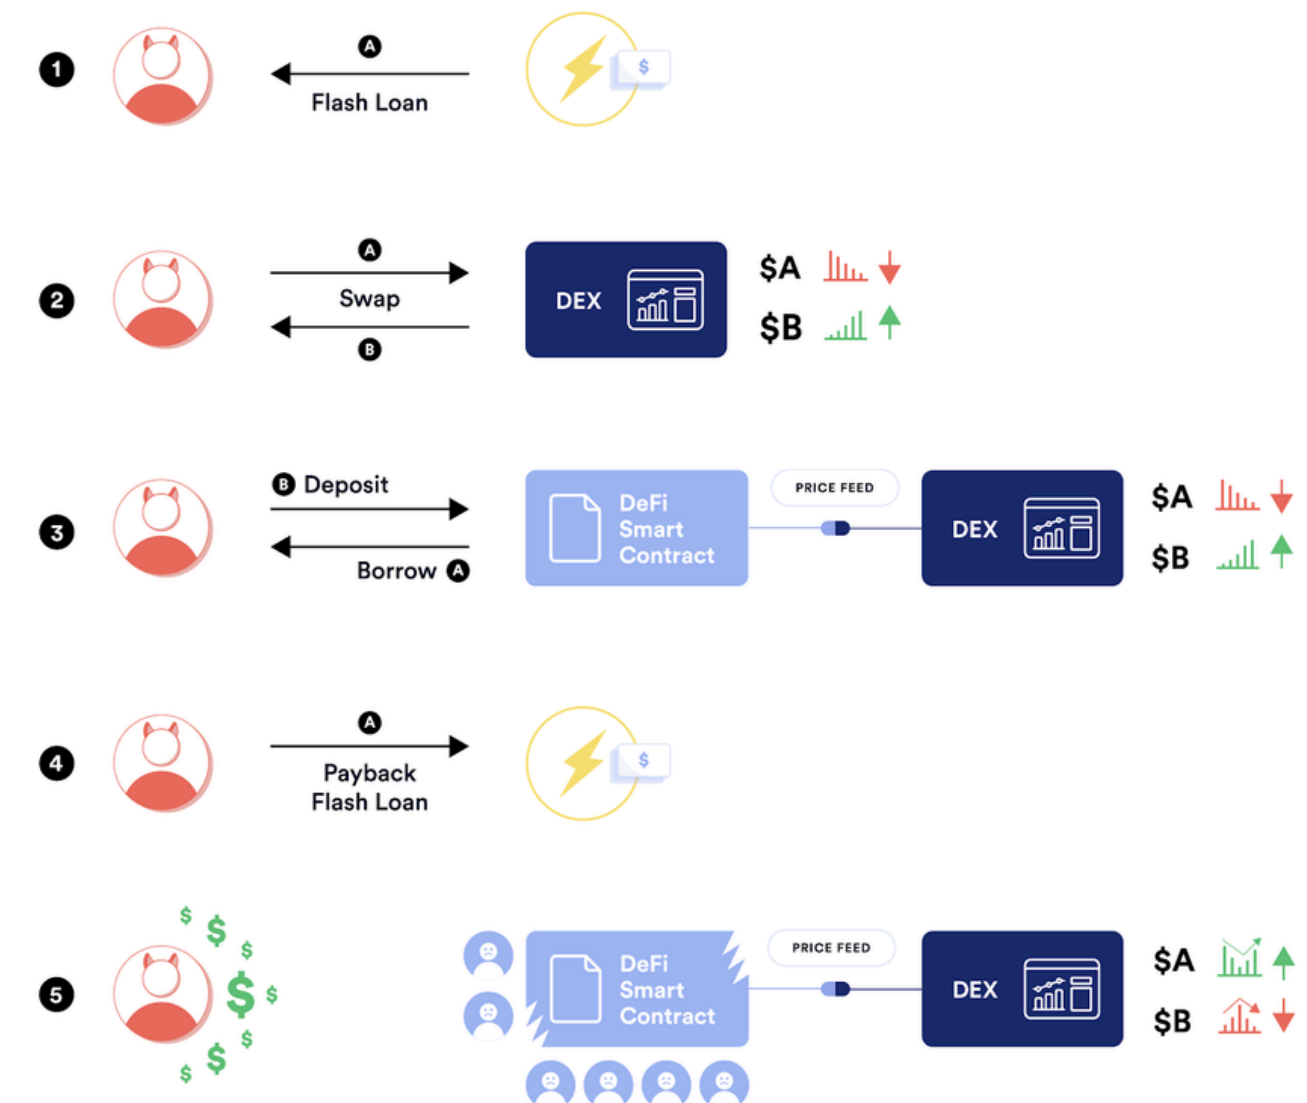 1
A
Flash Loan
$
2
A
Swap
B
DEX
$A
$B
3
B Deposit
Borrow A
DeFi
Smart
Contract
PRICE FEED
DEX
$A
$B
4
A
Payback
Flash Loan
$
5
$
$
$
$
$
$
$
$
DeFi
Smart
Contract
PRICE FEED
DEX
$A
$B